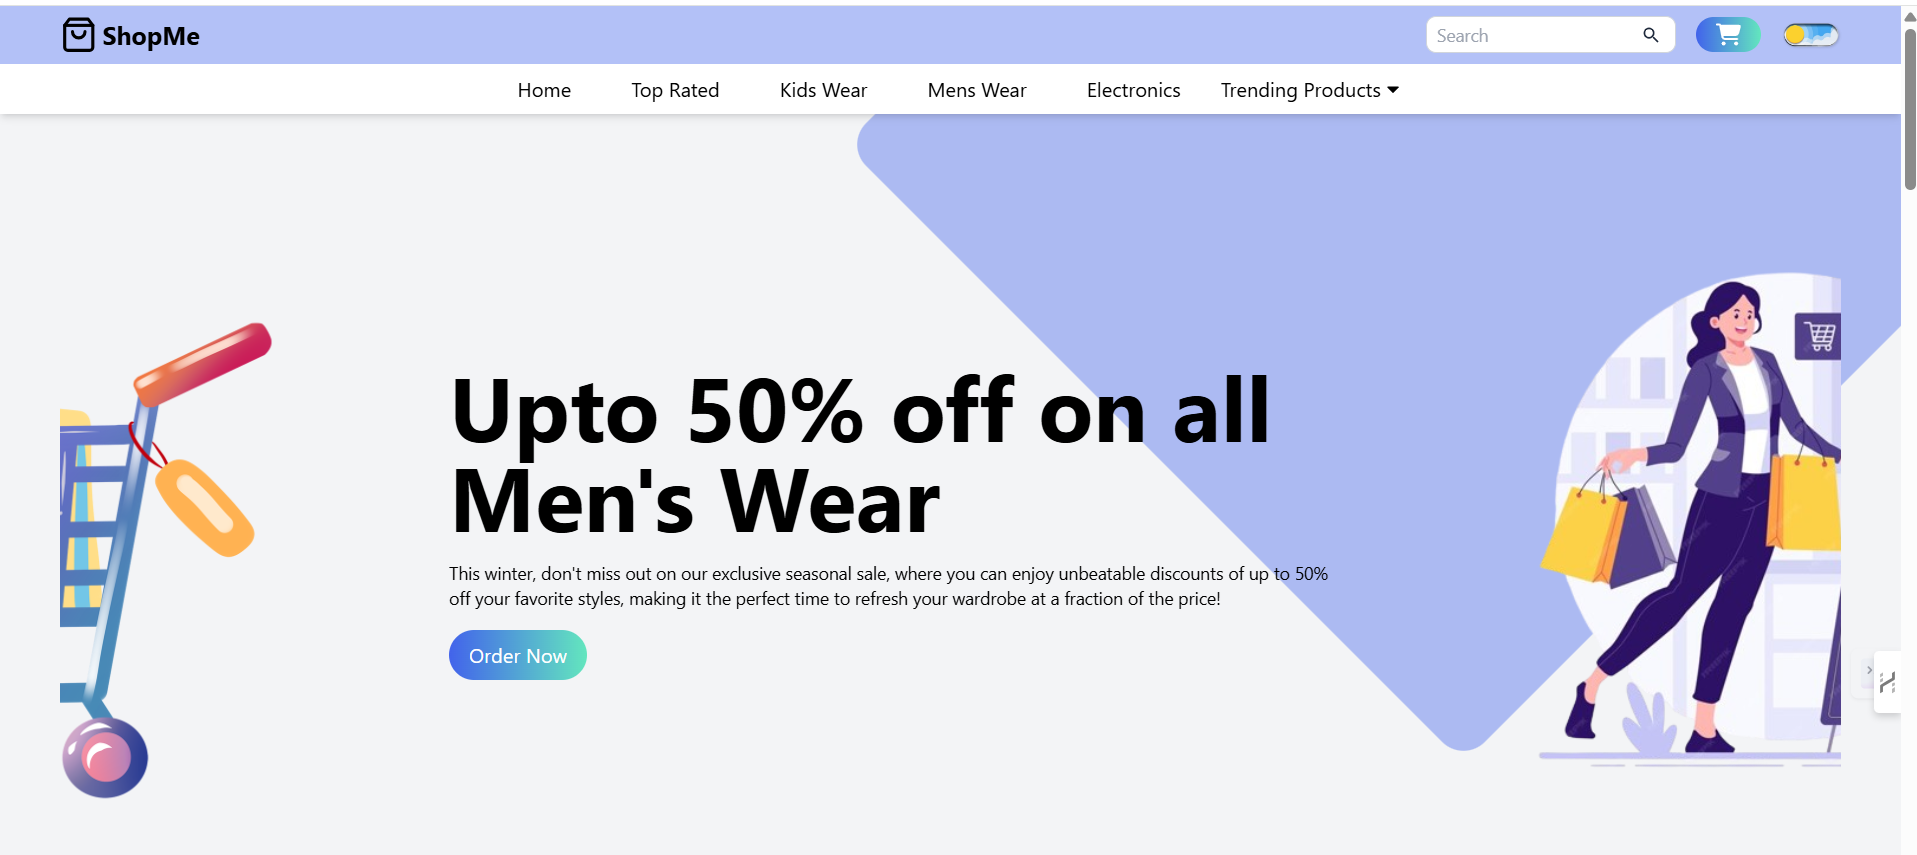 ShopMe
Search
Home Top Rated Kids Wear Mens Wear Electronics Trending Products
Upto 50% off on all
Men's Wear
This winter, don't miss out on our exclusive seasonal sale, where you can enjoy unbeatable discounts of up to 50%
off your favorite styles, making it the perfect time to refresh your wardrobe at a fraction of the price!
Order Now